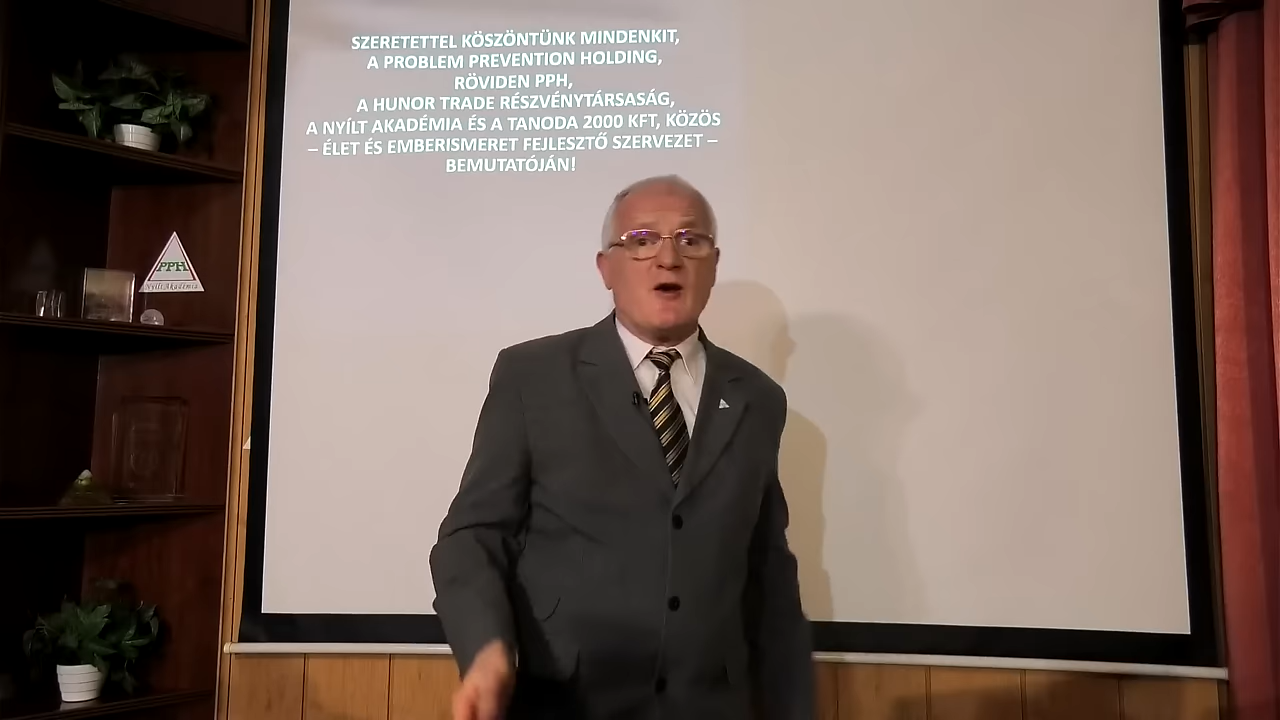 SZERETETTEL KÖSZÖNTÜNK MINDENKIT,
A PROBLEM PREVENTION HOLDING,
RÖVIDEN PPH,
A HUNOR TRADE RÉSZVÉNYTÁRSASÁG,
A NYÍLT AKADÉMIA ÉS A TANODA 2000 KFT, KÖZÖS
– ÉLET ÉS EMBERISMERET FEJLESZTŐ SZERVEZET –
BEMUTATÓJÁN!
PPH
Nyílt Akadémia